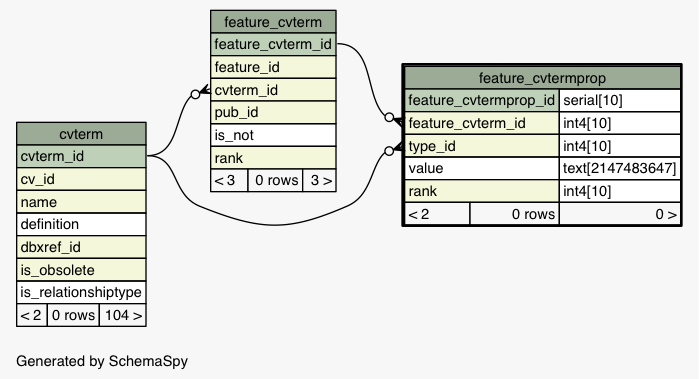 feature_cvterm
feature_cvterm_id
feature_id
cvterm_id
pub_id
is_not
rank
< 3 0 rows 3 >
feature_cvtermprop
feature_cvtermprop_id serial[10]
feature_cvterm_id int4[10]
type_id int4[10]
value text[2147483647]
rank int4[10]
< 2 0 rows 0 >
cvterm
cvterm_id
cv_id
name
definition
dbxref_id
is_obsolete
is_relationshiptype
< 2 0 rows 104 >
Generated by SchemaSpy